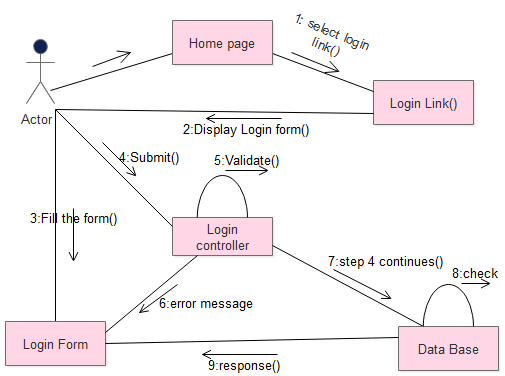 1: select login
link()
Home page
Login Link()
Actor
2:Display Login form()
4:Submit()
5:Validate()
3:Fill the form()
Login
controller
7:step 4 continues()
8:check
6:error message
Login Form
Data Base
9:response()